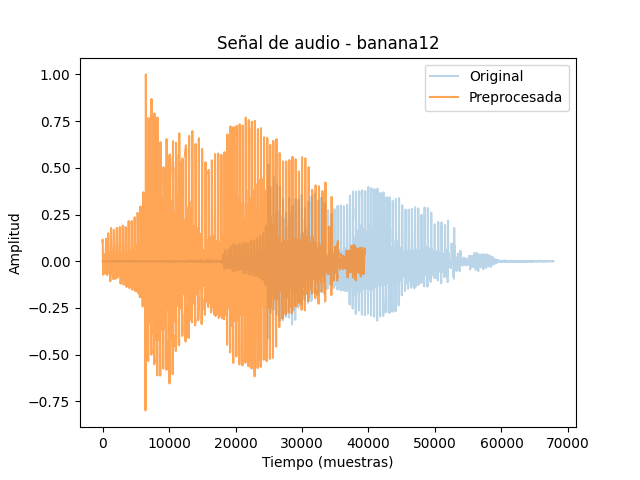 Señal de audio - banana12
Original
Preprocesada
1.00
0.75
0.50
0.25
0.00
−0.25
−0.50
−0.75
Amplitud
0 10000 20000 30000 40000 50000 60000 70000
Tiempo (muestras)